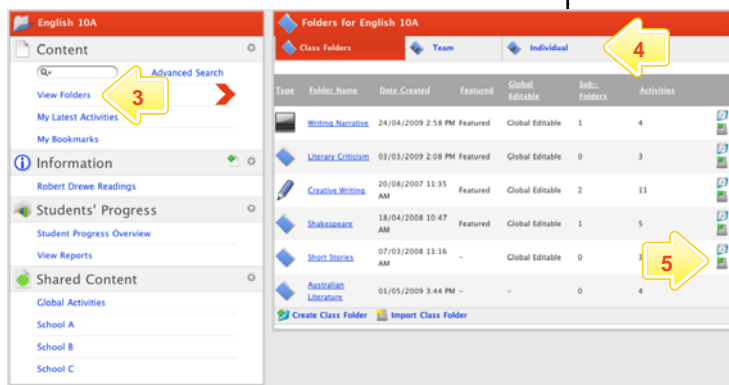 English 10A
Content
Advanced Search
View Folders
3
My Latest Activities
My Bookmarks
Information
Robert Drewe Readings
Students' Progress
Student Progress Overview
View Reports
Shared Content
Global Activities
School A
School B
School C
Folders for English 10A
Class Folders Team Individual
4
Type Folder Name Date Created Featured Global Editable Sub-Folders Activities
Writing Narrative 24/04/2009 2:58 PM Featured Global Editable 1 4
Literary Criticism 03/03/2009 2:08 PM Featured Global Editable 0 3
Creative Writing 20/08/2007 11:35 AM Featured Global Editable 2 11
Shakespeare 18/04/2008 10:47 AM Featured Global Editable 1 5
Short Stories 07/03/2008 11:16 AM - Global Editable 0 3
5
Australian Literature 01/05/2009 3:44 PM - - 0 4
Create Class Folder Import Class Folder